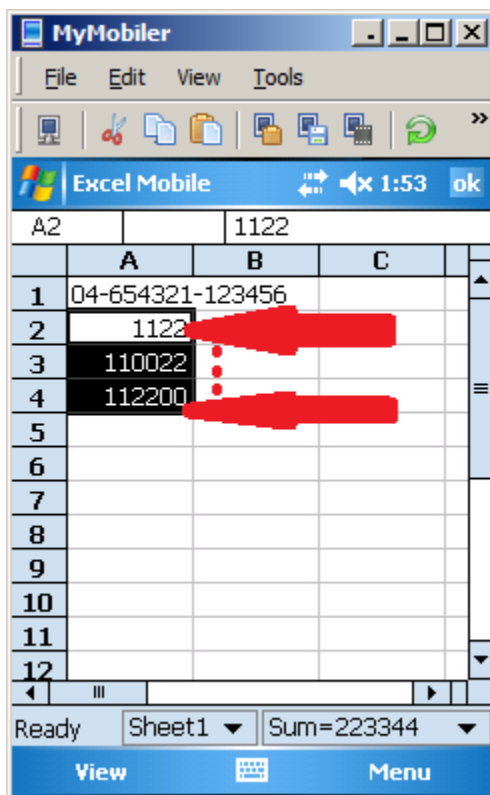 MyMobiler
File Edit View Tools
»
Excel Mobile 1:53 ok
A2 1122
A B C
1 04-654321-123456
2 1122
3 110022
4 112200
5
6
7
8
9
10
11
12
Ready Sheet1 Sum=223344
View Menu